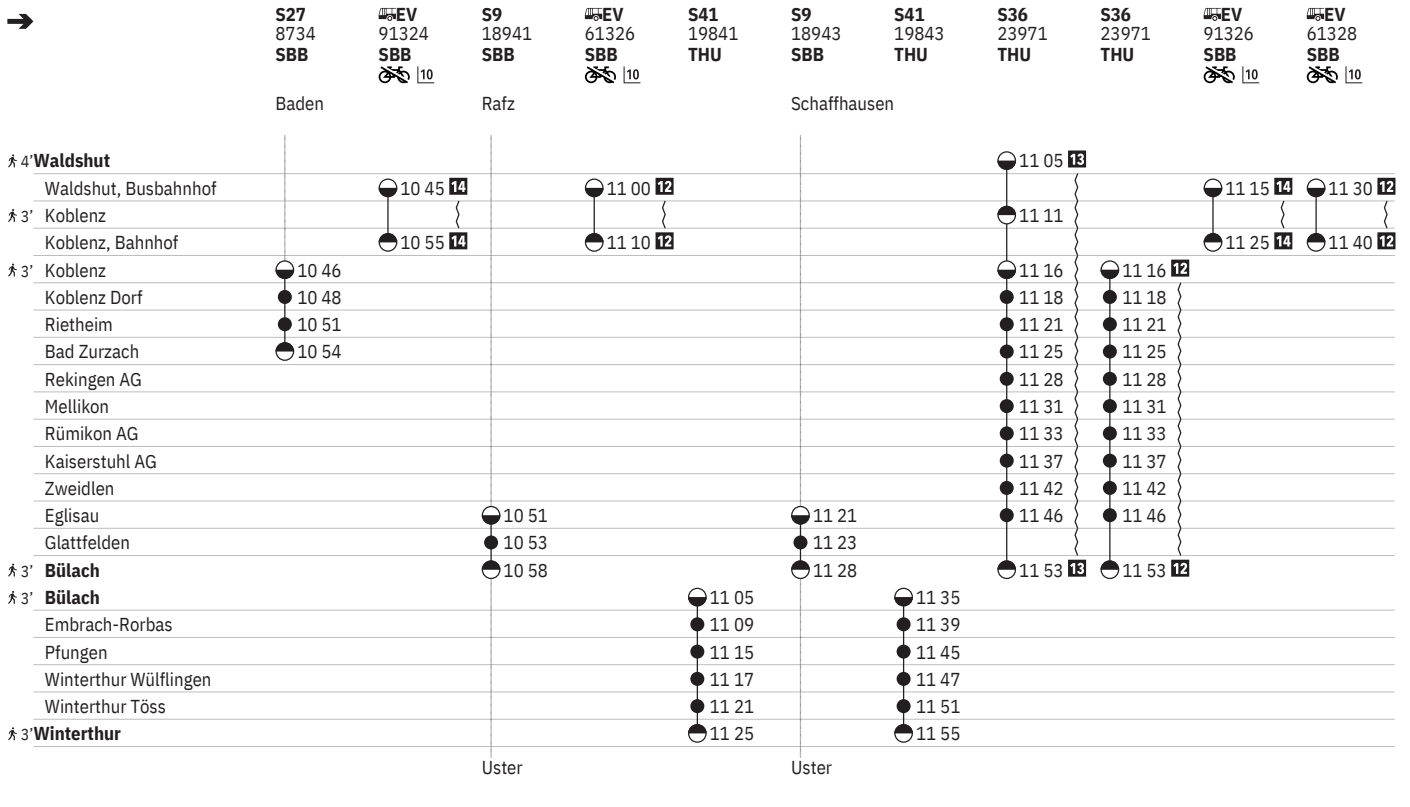 S27 EV S9 EV S41 S9 S41 S36 S36 EV EV
8734 91324 18941 61326 19841 18943 19843 23971 23971 91326 61328
SBB SBB SBB SBB THU SBB THU THU THU SBB SBB
10 10 10 10
Baden Rafz Schaffhausen
4’ Waldshut 11 05 13
Waldshut, Busbahnhof 10 45 14 11 00 12 11 15 14 11 30 12
3’ Koblenz 11 11
Koblenz, Bahnhof 10 55 14 11 10 12 11 25 14 11 40 12
3’ Koblenz 10 46 11 16 11 16 12
Koblenz Dorf 10 48 11 18 11 18
Rietheim 10 51 11 21 11 21
Bad Zurzach 10 54 11 25 11 25
Rekingen AG 11 28 11 28
Mellikon 11 31 11 31
Rümikon AG 11 33 11 33
Kaiserstuhl AG 11 37 11 37
Zweidlen 11 42 11 42
Eglisau 10 51 11 21 11 46 11 46
Glattfelden 10 53 11 23
3’ Bülach 10 58 11 28 11 53 13 11 53 12
3’ Bülach 11 05 11 35
Embrach-Rorbas 11 09 11 39
Pfungen 11 15 11 45
Winterthur Wülflingen 11 17 11 47
Winterthur Töss 11 21 11 51
3’ Winterthur 11 25 11 55
Uster Uster